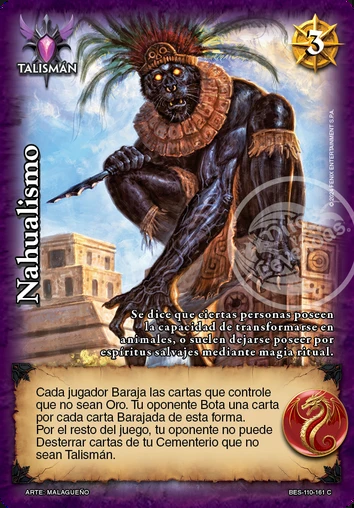 TALISMÁN
3
Nahualismo
© 2023 FENIX ENTERTAINMENT S.P.A
Se dice que ciertas personas poseen
la capacidad de transformarse en
animales, o suelen dejarse poseer por
espíritus salvajes mediante magia ritual.
Cada jugador Baraja las cartas que controle
que no sean Oro. Tu oponente Bota una carta
por cada carta Barajada de esta forma.
Por el resto del juego, tu oponente no puede
Desterrar cartas de tu Cementerio que no
sean Talismán.
ARTE: MALAGUEÑO
BES-110-161 C